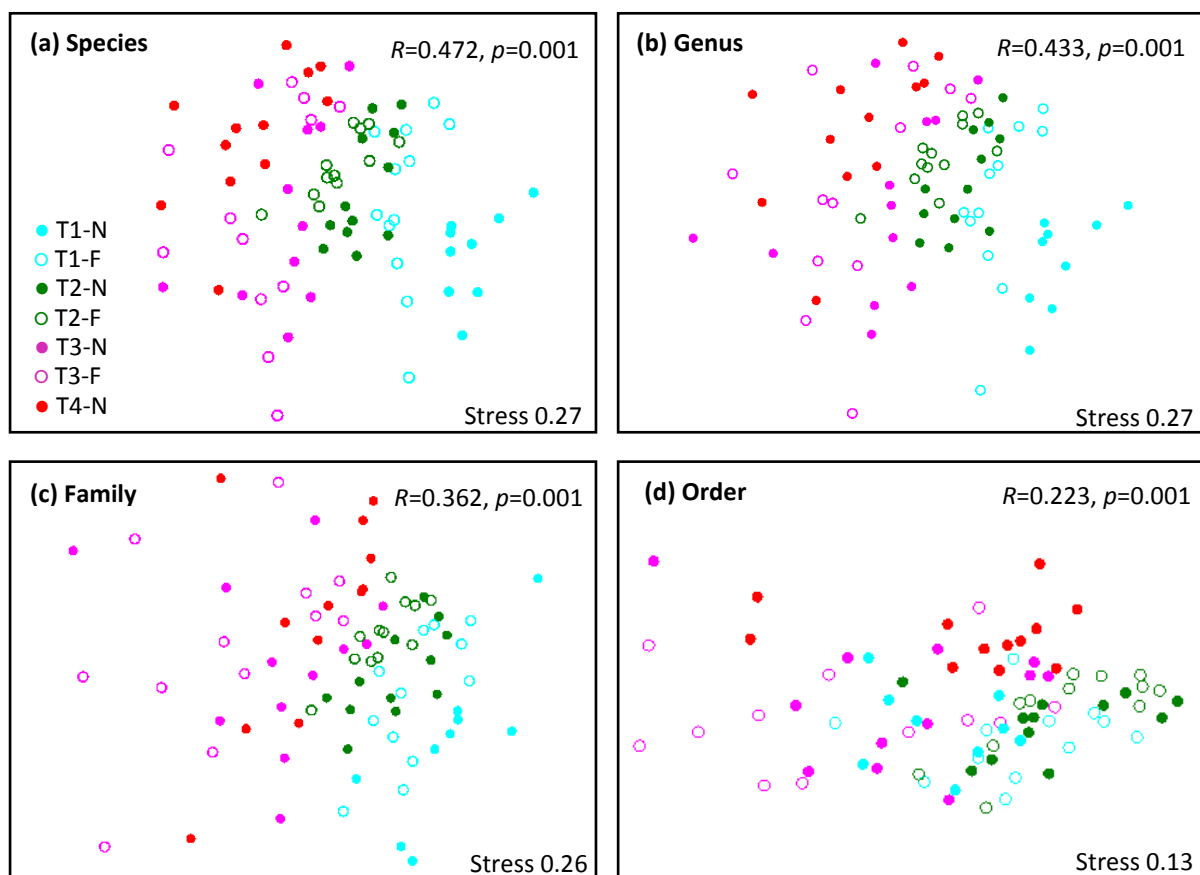 (a) Species
R=0.472, p=0.001
T1-N
T1-F
T2-N
T2-F
T3-N
T3-F
T4-N
Stress 0.27
(b) Genus
R=0.433, p=0.001
Stress 0.27
(c) Family
R=0.362, p=0.001
Stress 0.26
(d) Order
R=0.223, p=0.001
Stress 0.13